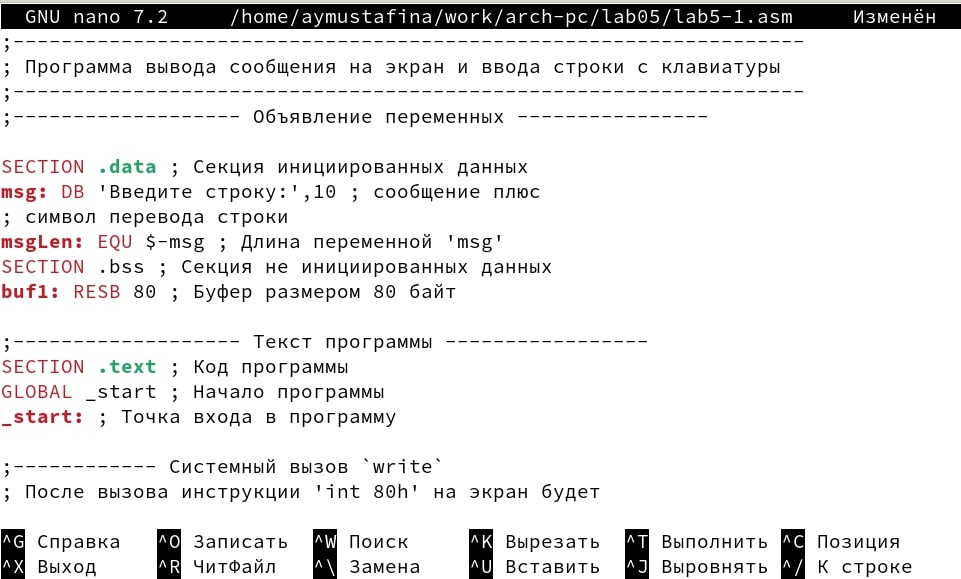 GNU nano 7.2 /home/aymustafina/work/arch-pc/lab05/lab5-1.asm Изменён
;------------------------------------------------------------------
; Программа вывода сообщения на экран и ввода строки с клавиатуры
;------------------------------------------------------------------
;------------------- Объявление переменных ----------------
SECTION .data ; Секция инициированных данных
msg: DB 'Введите строку:',10 ; сообщение плюс
; символ перевода строки
msgLen: EQU $-msg ; Длина переменной 'msg'
SECTION .bss ; Секция не инициированных данных
buf1: RESB 80 ; Буфер размером 80 байт
;------------------- Текст программы -----------------
SECTION .text ; Код программы
GLOBAL _start ; Начало программы
_start: ; Точка входа в программу
;------------ Системный вызов `write`
; После вызова инструкции 'int 80h' на экран будет
^G Справка ^O Записать ^W Поиск ^K Вырезать ^T Выполнить ^C Позиция
^X Выход ^R ЧитФайл ^\ Замена ^U Вставить ^J Выровнять ^/ К строке